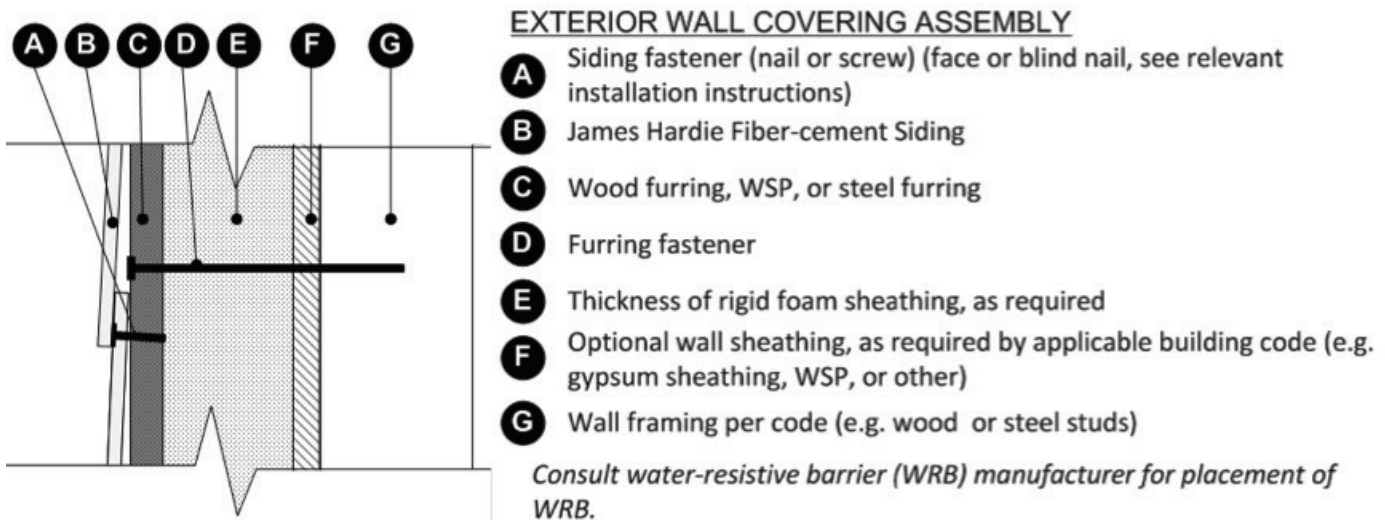 A B C D E F G
EXTERIOR WALL COVERING ASSEMBLY
A Siding fastener (nail or screw) (face or blind nail, see relevant
installation instructions)
B James Hardie Fiber-cement Siding
C Wood furring, WSP, or steel furring
D Furring fastener
E Thickness of rigid foam sheathing, as required
F Optional wall sheathing, as required by applicable building code (e.g.
gypsum sheathing, WSP, or other)
G Wall framing per code (e.g. wood or steel studs)
Consult water-resistive barrier (WRB) manufacturer for placement of
WRB.